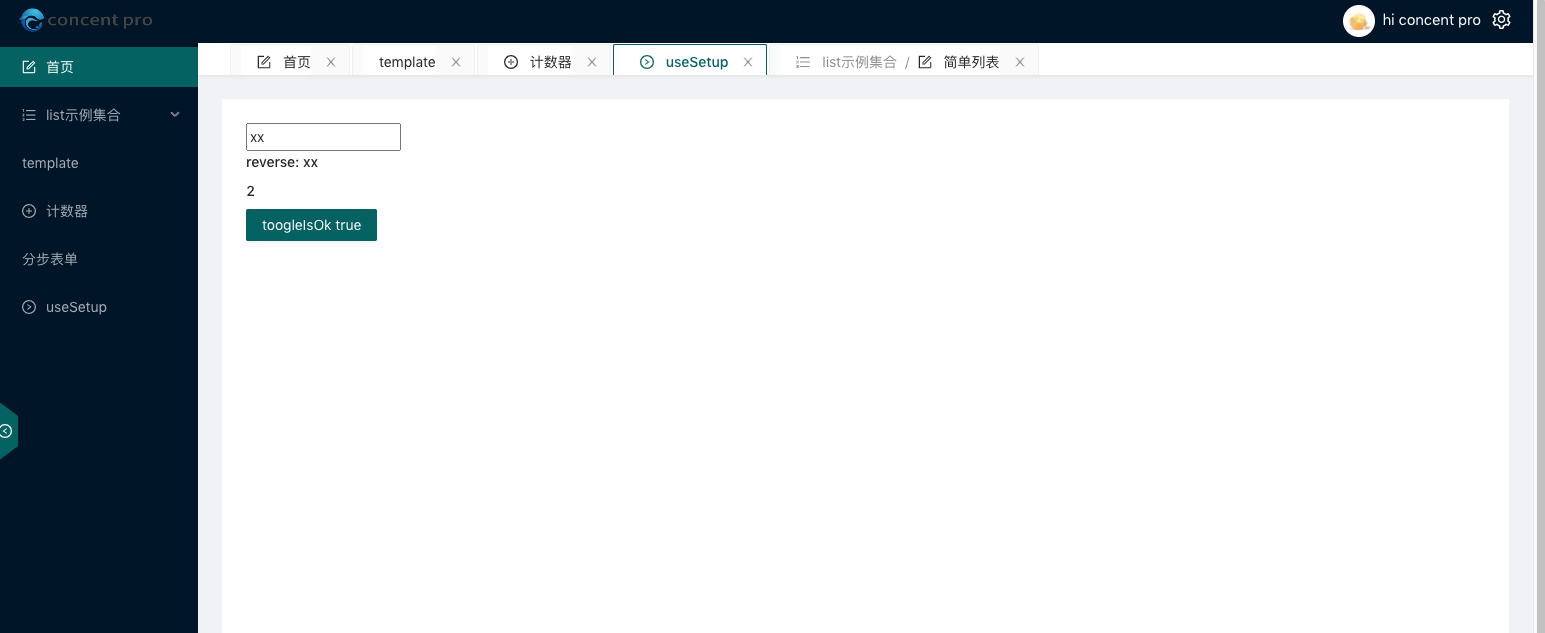 concent pro
hi concent pro
首页
list示例集合
template
计数器
分步表单
useSetup
首页
template
计数器
useSetup
list示例集合 / 简单列表
xx
reverse: xx
2
toogleIsOk true